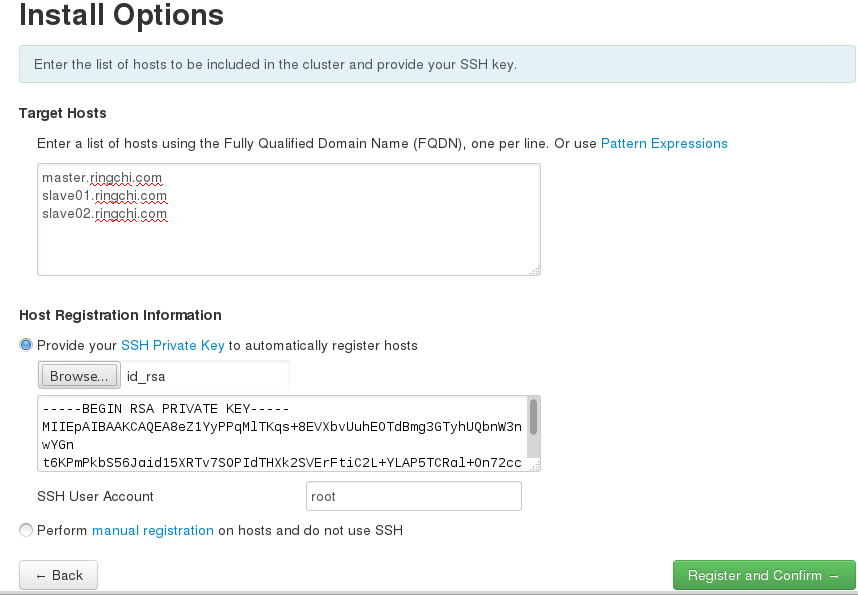 Install Options
Enter the list of hosts to be included in the cluster and provide your SSH key.
Target Hosts
Enter a list of hosts using the Fully Qualified Domain Name (FQDN), one per line. Or use Pattern Expressions
master.ringchi.com
slave01.ringchi.com
slave02.ringchi.com
Host Registration Information
Provide your SSH Private Key to automatically register hosts
Browse... id_rsa
-----BEGIN RSA PRIVATE KEY-----
MIIEpAIBAAKCAQEA8eZ1YyPPqMlTKqs+8EVXbvUuhEOTdBmg3GTyhUQbnW3n
wYGn
t6KPmPkbS56Jaid15XRTv7SOPIdTHXk2SVErFtiC2L+YLAP5TCRal+On72cc
SSH User Account root
Perform manual registration on hosts and do not use SSH
← Back
Register and Confirm →